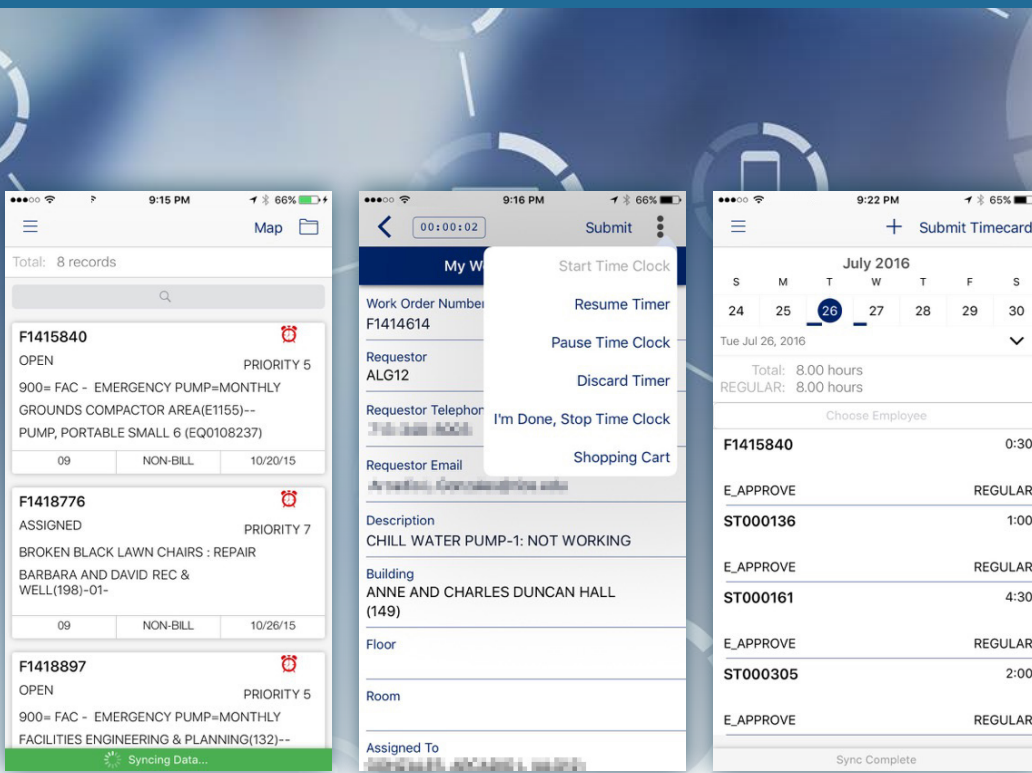 9:15 PM
66%
Map
Total: 8 records
F1415840
OPEN
PRIORITY 5
900= FAC - EMERGENCY PUMP=MONTHLY
GROUNDS COMPACTOR AREA(E1155)--
PUMP, PORTABLE SMALL 6 (EQ0108237)
09 NON-BILL 10/20/15
F1418776
ASSIGNED
PRIORITY 7
BROKEN BLACK LAWN CHAIRS : REPAIR
BARBARA AND DAVID REC &
WELL(198)-01-
09 NON-BILL 10/26/15
F1418897
OPEN
PRIORITY 5
900= FAC - EMERGENCY PUMP=MONTHLY
FACILITIES ENGINEERING & PLANNING(132)--
Syncing Data...
9:16 PM
66%
00:00:02
Submit
My W
Start Time Clock
Resume Timer
Pause Time Clock
Discard Timer
I'm Done, Stop Time Clock
Shopping Cart
Work Order Number
F1414614
Requestor
ALG12
Requestor Telephon
Requestor Email
Description
CHILL WATER PUMP-1: NOT WORKING
Building
ANNE AND CHARLES DUNCAN HALL
(149)
Floor
Room
Assigned To
9:22 PM
65%
+ Submit Timecard
July 2016
S M T W T F S
24 25 26 27 28 29 30
Tue Jul 26, 2016
Total: 8.00 hours
REGULAR: 8.00 hours
Choose Employee
F1415840 0:30
E_APPROVE REGULAR
ST000136 1:00
E_APPROVE REGULAR
ST000161 4:30
E_APPROVE REGULAR
ST000305 2:00
E_APPROVE REGULAR
Sync Complete